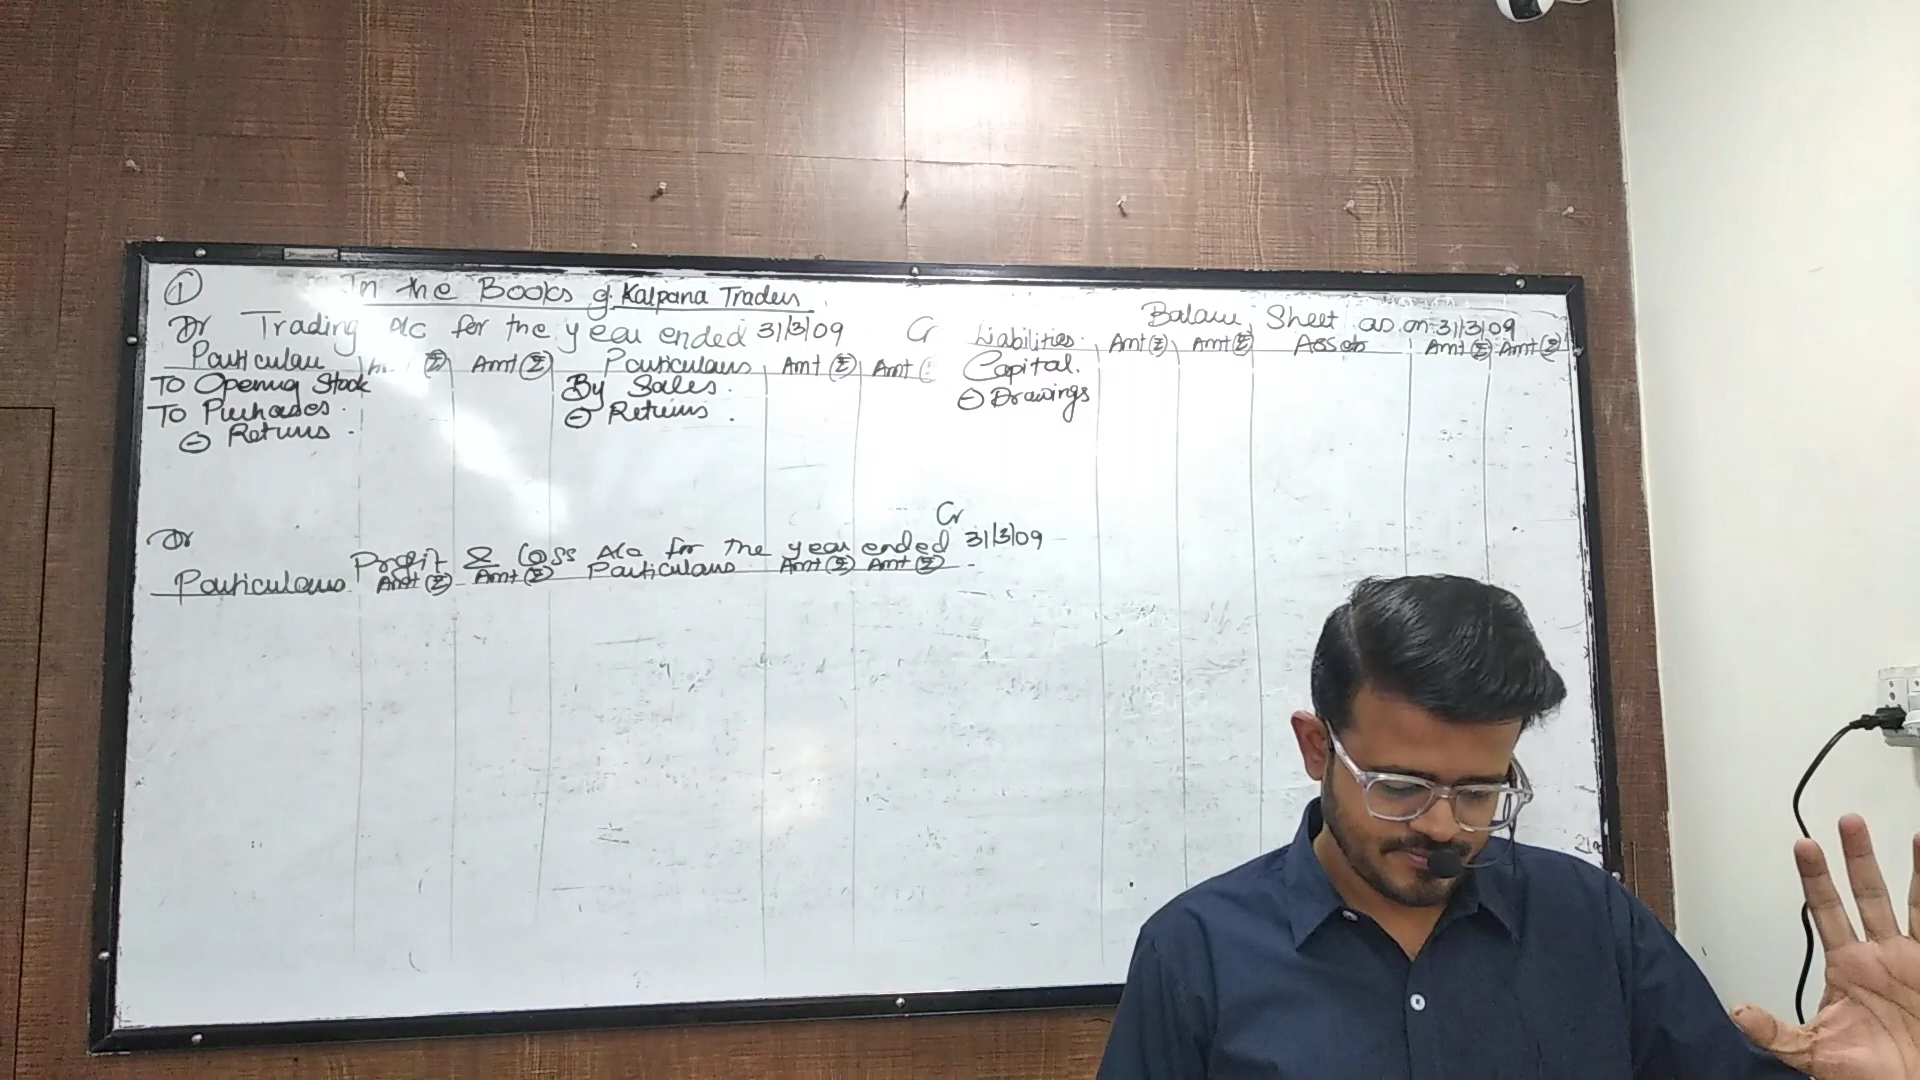 ① In the Books of Kalpana Traders
Dr Trading A/c for the year ended 31/3/09 Cr
Particulars Amt (₹) Particulars Amt (₹) Amt
To Opening Stock By Sales.
To Purchases. ⊖ Returns.
⊖ Returns.
Balance Sheet as on 31/3/09
Liabilities. Amt (₹) Amt (₹) Assets Amt (₹) Amt (₹)
Capital.
⊖ Drawings
Dr Profit & Loss A/c for the year ended 31/3/09 Cr
Particulars Amt (₹) Amt (₹) Particulars Amt (₹) Amt (₹)